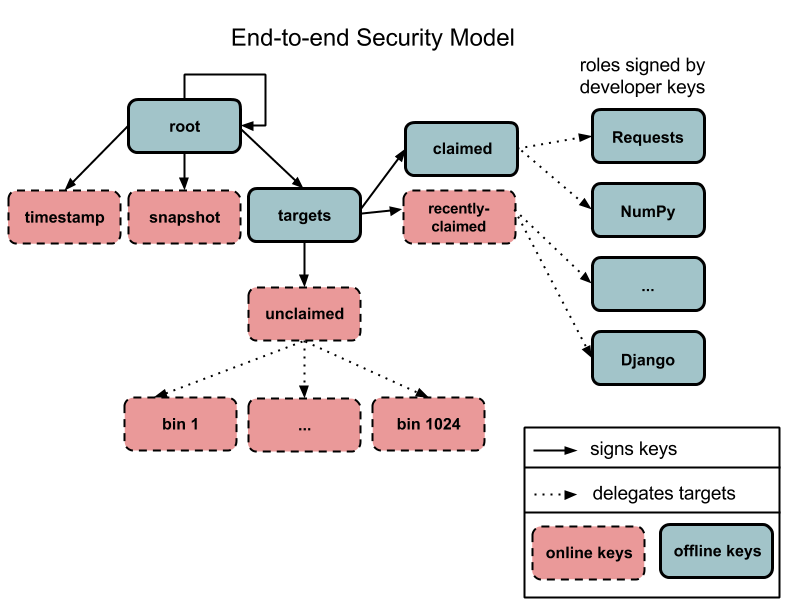 End-to-end Security Model
roles signed by
developer keys
root
claimed
Requests
timestamp
snapshot
targets
recently-
claimed
NumPy
...
unclaimed
Django
bin 1
...
bin 1024
signs keys
delegates targets
online keys
offline keys